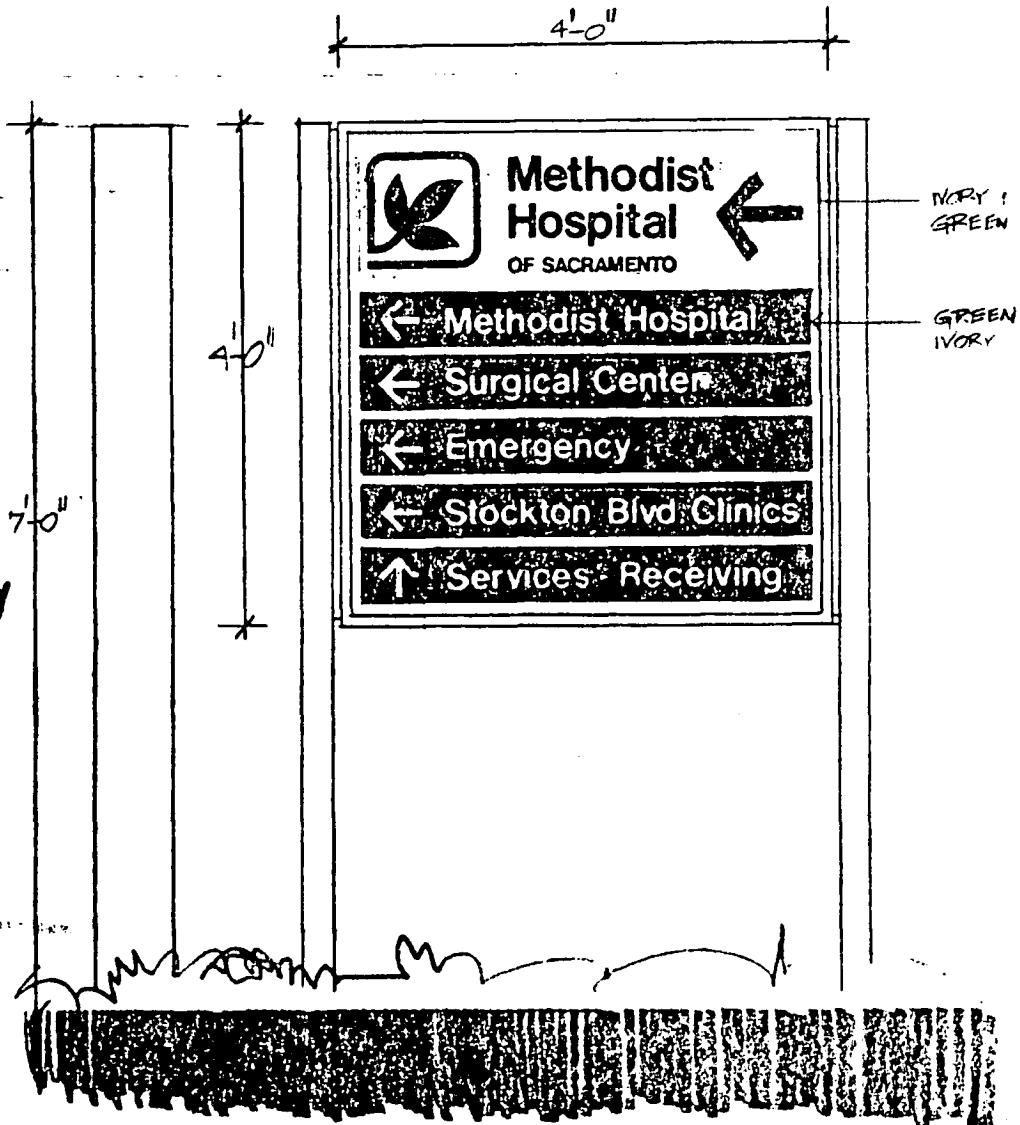 4'-0"
Methodist
Hospital
OF SACRAMENTO
IVORY
GREEN
← Methodist Hospital
GREEN
IVORY
← Surgical Center
← Emergency
← Stockton Blvd Clinics
↑ Services - Receiving
4'-0"
7'-0"